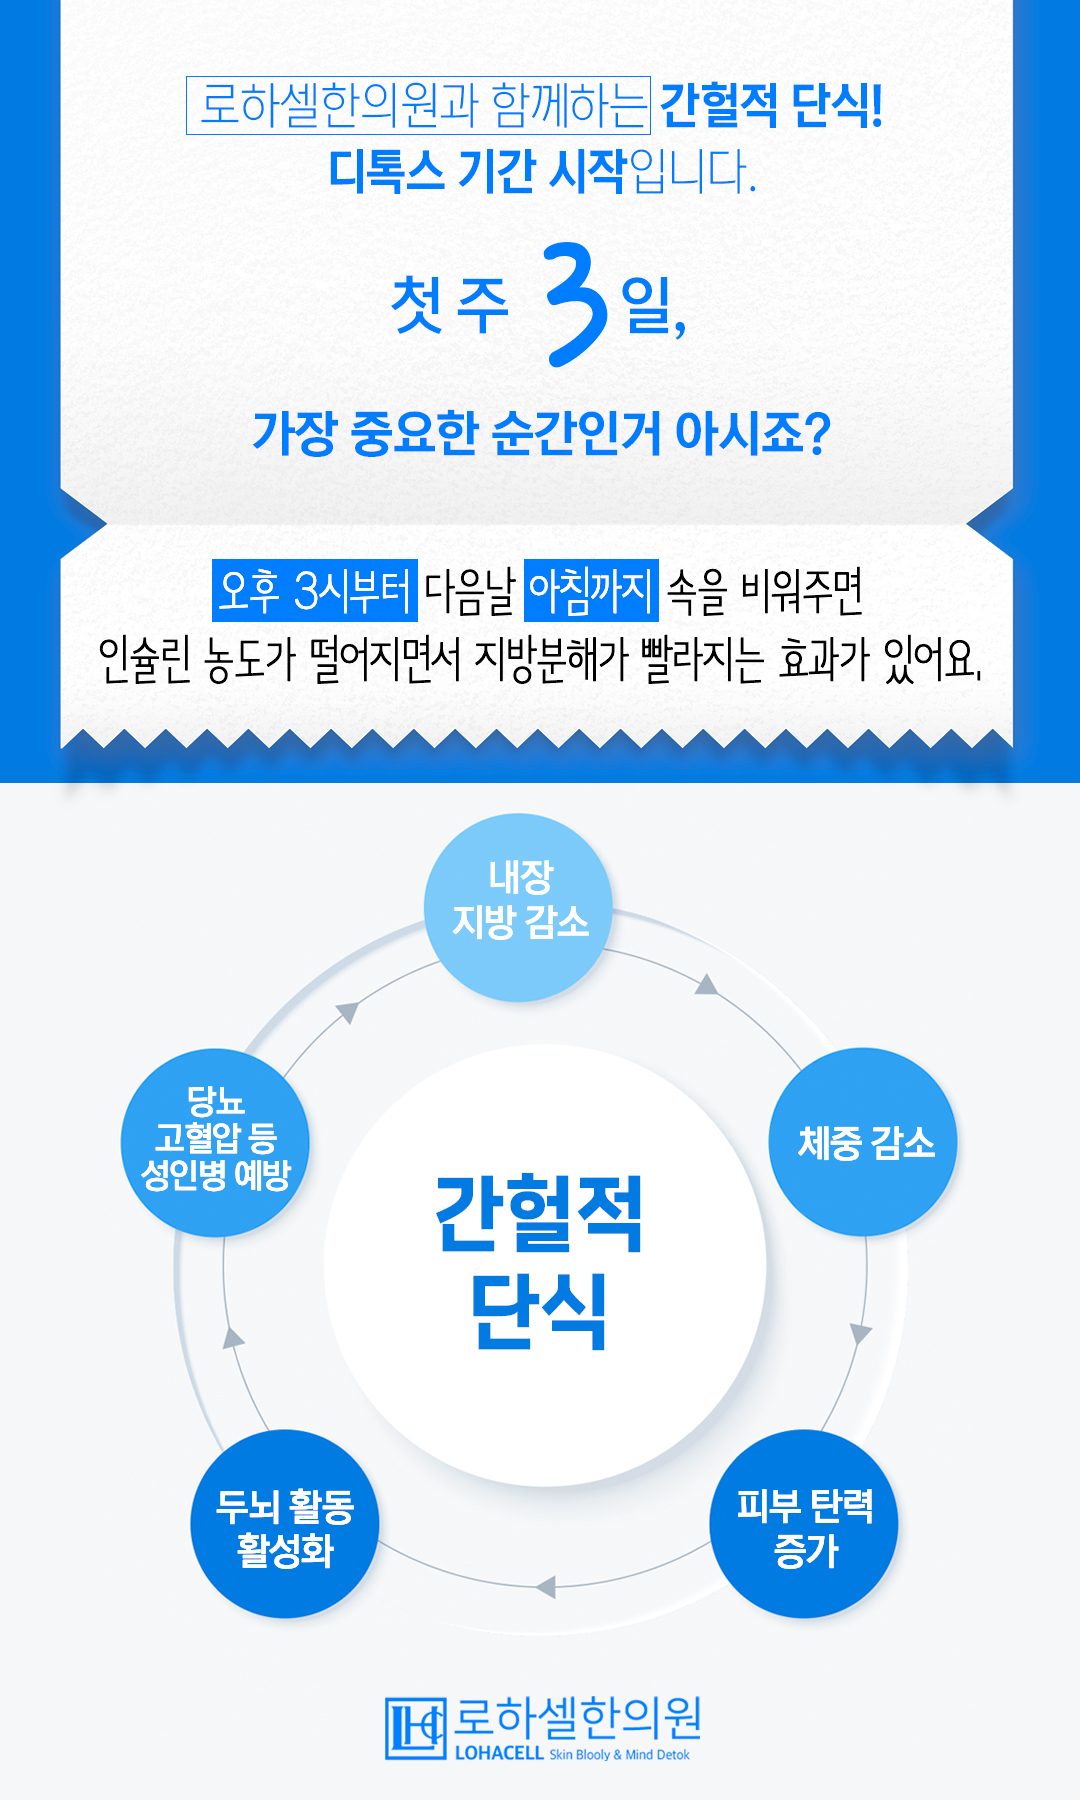 로하셀한의원과 함께하는 간헐적 단식!
디톡스 기간 시작입니다.
첫 주 3일,
가장 중요한 순간인거 아시죠?
오후 3시부터 다음날 아침까지 속을 비워주면
인슐린 농도가 떨어지면서 지방분해가 빨라지는 효과가 있어요.
내장
지방 감소
당뇨
고혈압 등
성인병 예방
체중 감소
간헐적
단식
두뇌 활동
활성화
피부 탄력
증가
LHC
로하셀한의원
LOHACELL Skin Blooly & Mind Detok